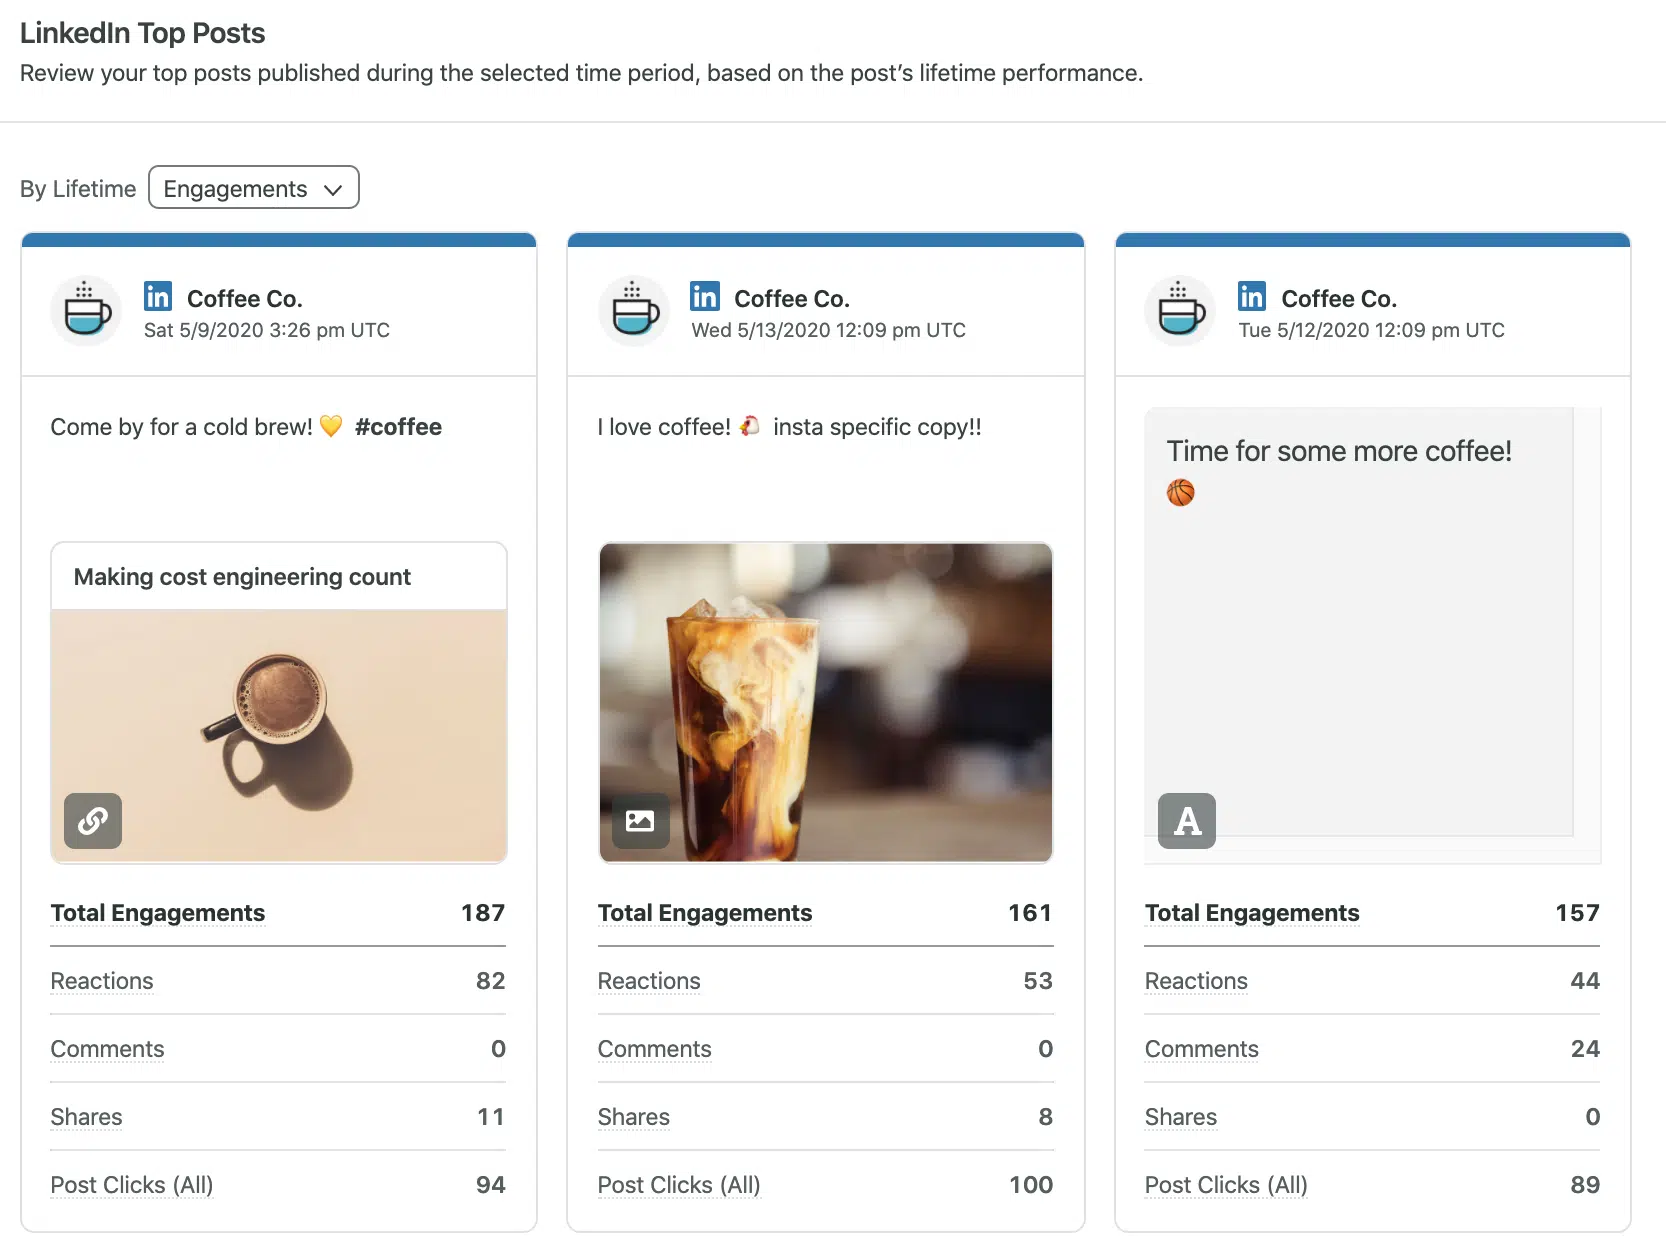 LinkedIn Top Posts
Review your top posts published during the selected time period, based on the post’s lifetime performance.
By Lifetime Engagements
in Coffee Co.
Sat 5/9/2020 3:26 pm UTC
Come by for a cold brew! 💛 #coffee
Making cost engineering count
Total Engagements 187
Reactions 82
Comments 0
Shares 11
Post Clicks (All) 94
in Coffee Co.
Wed 5/13/2020 12:09 pm UTC
I love coffee! 🐔 insta specific copy!!
Total Engagements 161
Reactions 53
Comments 0
Shares 8
Post Clicks (All) 100
in Coffee Co.
Tue 5/12/2020 12:09 pm UTC
Time for some more coffee!
🏀
A
Total Engagements 157
Reactions 44
Comments 24
Shares 0
Post Clicks (All) 89